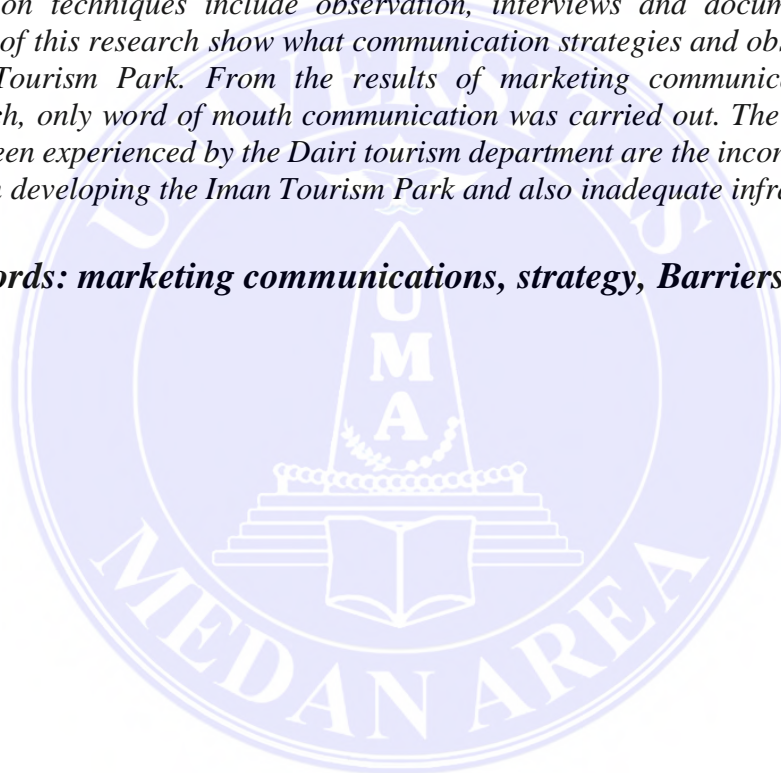 on techniques include observation, interviews and docum
of this research show what communication strategies and ob
Tourism Park. From the results of marketing communic
ch, only word of mouth communication was carried out. The
een experienced by the Dairi tourism department are the incor
n developing the Iman Tourism Park and also inadequate infr
ords: marketing communications, strategy, Barriers
UNIVERSITAS
UMA
MEDAN AREA